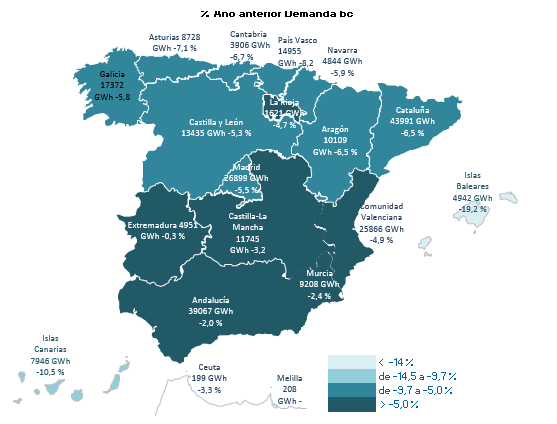 % Año anterior Demanda bc
Asturias 8728
GWh -7,1 %
Cantabria
3906 GWh
-6,7 %
País Vasco
14955
GWh -8,2
Navarra
4844 GWh
-5,9 %
Galicia
17372
GWh -5,8
La Rioja
1621 GWh
-4,7 %
Cataluña
43991 GWh
-6,5 %
Castilla y León
13435 GWh -5,3 %
Aragón
10109
GWh -6,5 %
Madrid
26899 GWh
-5,5 %
Islas
Baleares
4942 GWh
-19,2 %
Extremadura 4951
GWh -0,3 %
Castilla-La
Mancha
11745
GWh -3,2
Comunidad
Valenciana
25866 GWh
-4,9 %
Murcia
9208 GWh
-2,4 %
Andalucía
39067 GWh
-2,0 %
Islas
Canarias
7946 GWh
-10,5 %
Ceuta
199 GWh
-3,3 %
Melilla
208
GWh -
< -14 %
de -14,5 a -9,7 %
de -9,7 a -5,0 %
> -5,0 %